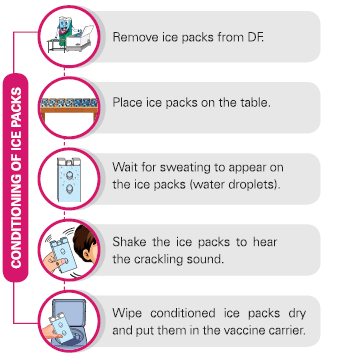 CONDITIONING OF ICE PACKS
Remove ice packs from DF.
Place ice packs on the table.
Wait for sweating to appear on
the ice packs (water droplets).
Shake the ice packs to hear
the crackling sound.
Wipe conditioned ice packs dry
and put them in the vaccine carrier.